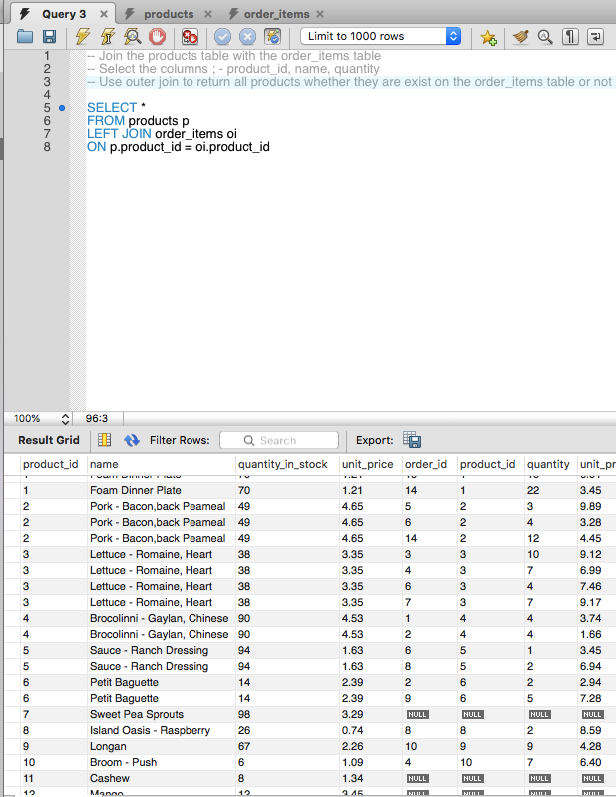 Query 3
products
order_items
Limit to 1000 rows
1 -- Join the products table with the order_items table
2 -- Select the columns ; - product_id, name, quantity
3 -- Use outer join to return all products whether they are exist on the order_items table or not
4
5 SELECT *
6 FROM products p
7 LEFT JOIN order_items oi
8 ON p.product_id = oi.product_id
100% 96:3
Result Grid Filter Rows: Search Export:
product_id name quantity_in_stock unit_price order_id product_id quantity unit_pr
1 Foam Dinner Plate 70 1.21 14 1 22 3.45
2 Pork - Bacon,back Peameal 49 4.65 5 2 3 9.89
2 Pork - Bacon,back Peameal 49 4.65 6 2 4 3.28
2 Pork - Bacon,back Peameal 49 4.65 14 2 12 4.45
3 Lettuce - Romaine, Heart 38 3.35 3 3 10 9.12
3 Lettuce - Romaine, Heart 38 3.35 4 3 7 6.99
3 Lettuce - Romaine, Heart 38 3.35 6 3 4 7.46
3 Lettuce - Romaine, Heart 38 3.35 7 3 7 9.17
4 Brocolinni - Gaylan, Chinese 90 4.53 1 4 4 3.74
4 Brocolinni - Gaylan, Chinese 90 4.53 2 4 4 1.66
5 Sauce - Ranch Dressing 94 1.63 6 5 1 3.45
5 Sauce - Ranch Dressing 94 1.63 8 5 2 6.94
6 Petit Baguette 14 2.39 2 6 2 2.94
6 Petit Baguette 14 2.39 9 6 5 7.28
7 Sweet Pea Sprouts 98 3.29 NULL NULL NULL NULL
8 Island Oasis - Raspberry 26 0.74 8 8 2 8.59
9 Longan 67 2.26 10 9 9 4.28
10 Broom - Push 6 1.09 4 10 7 6.40
11 Cashew 8 1.34 NULL NULL NULL NULL
12 Mango